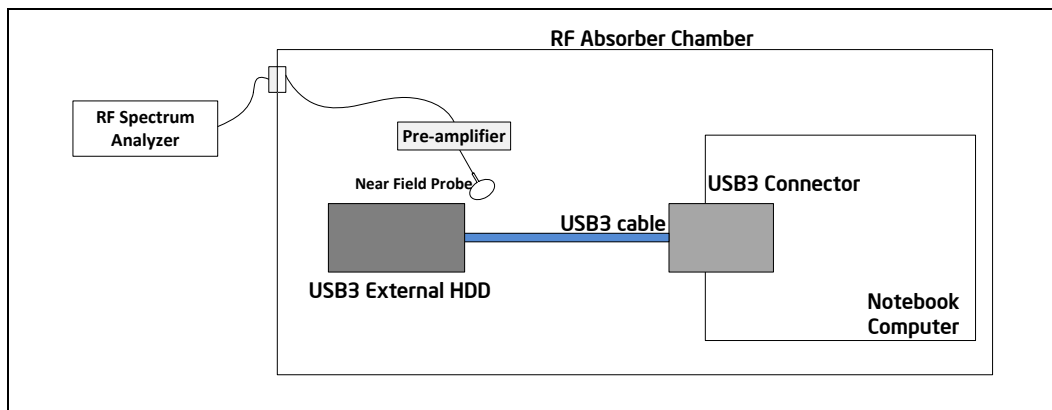 RF Absorber Chamber
RF Spectrum
Analyzer
Pre-amplifier
Near Field Probe
USB3 Connector
USB3 cable
USB3 External HDD
Notebook
Computer